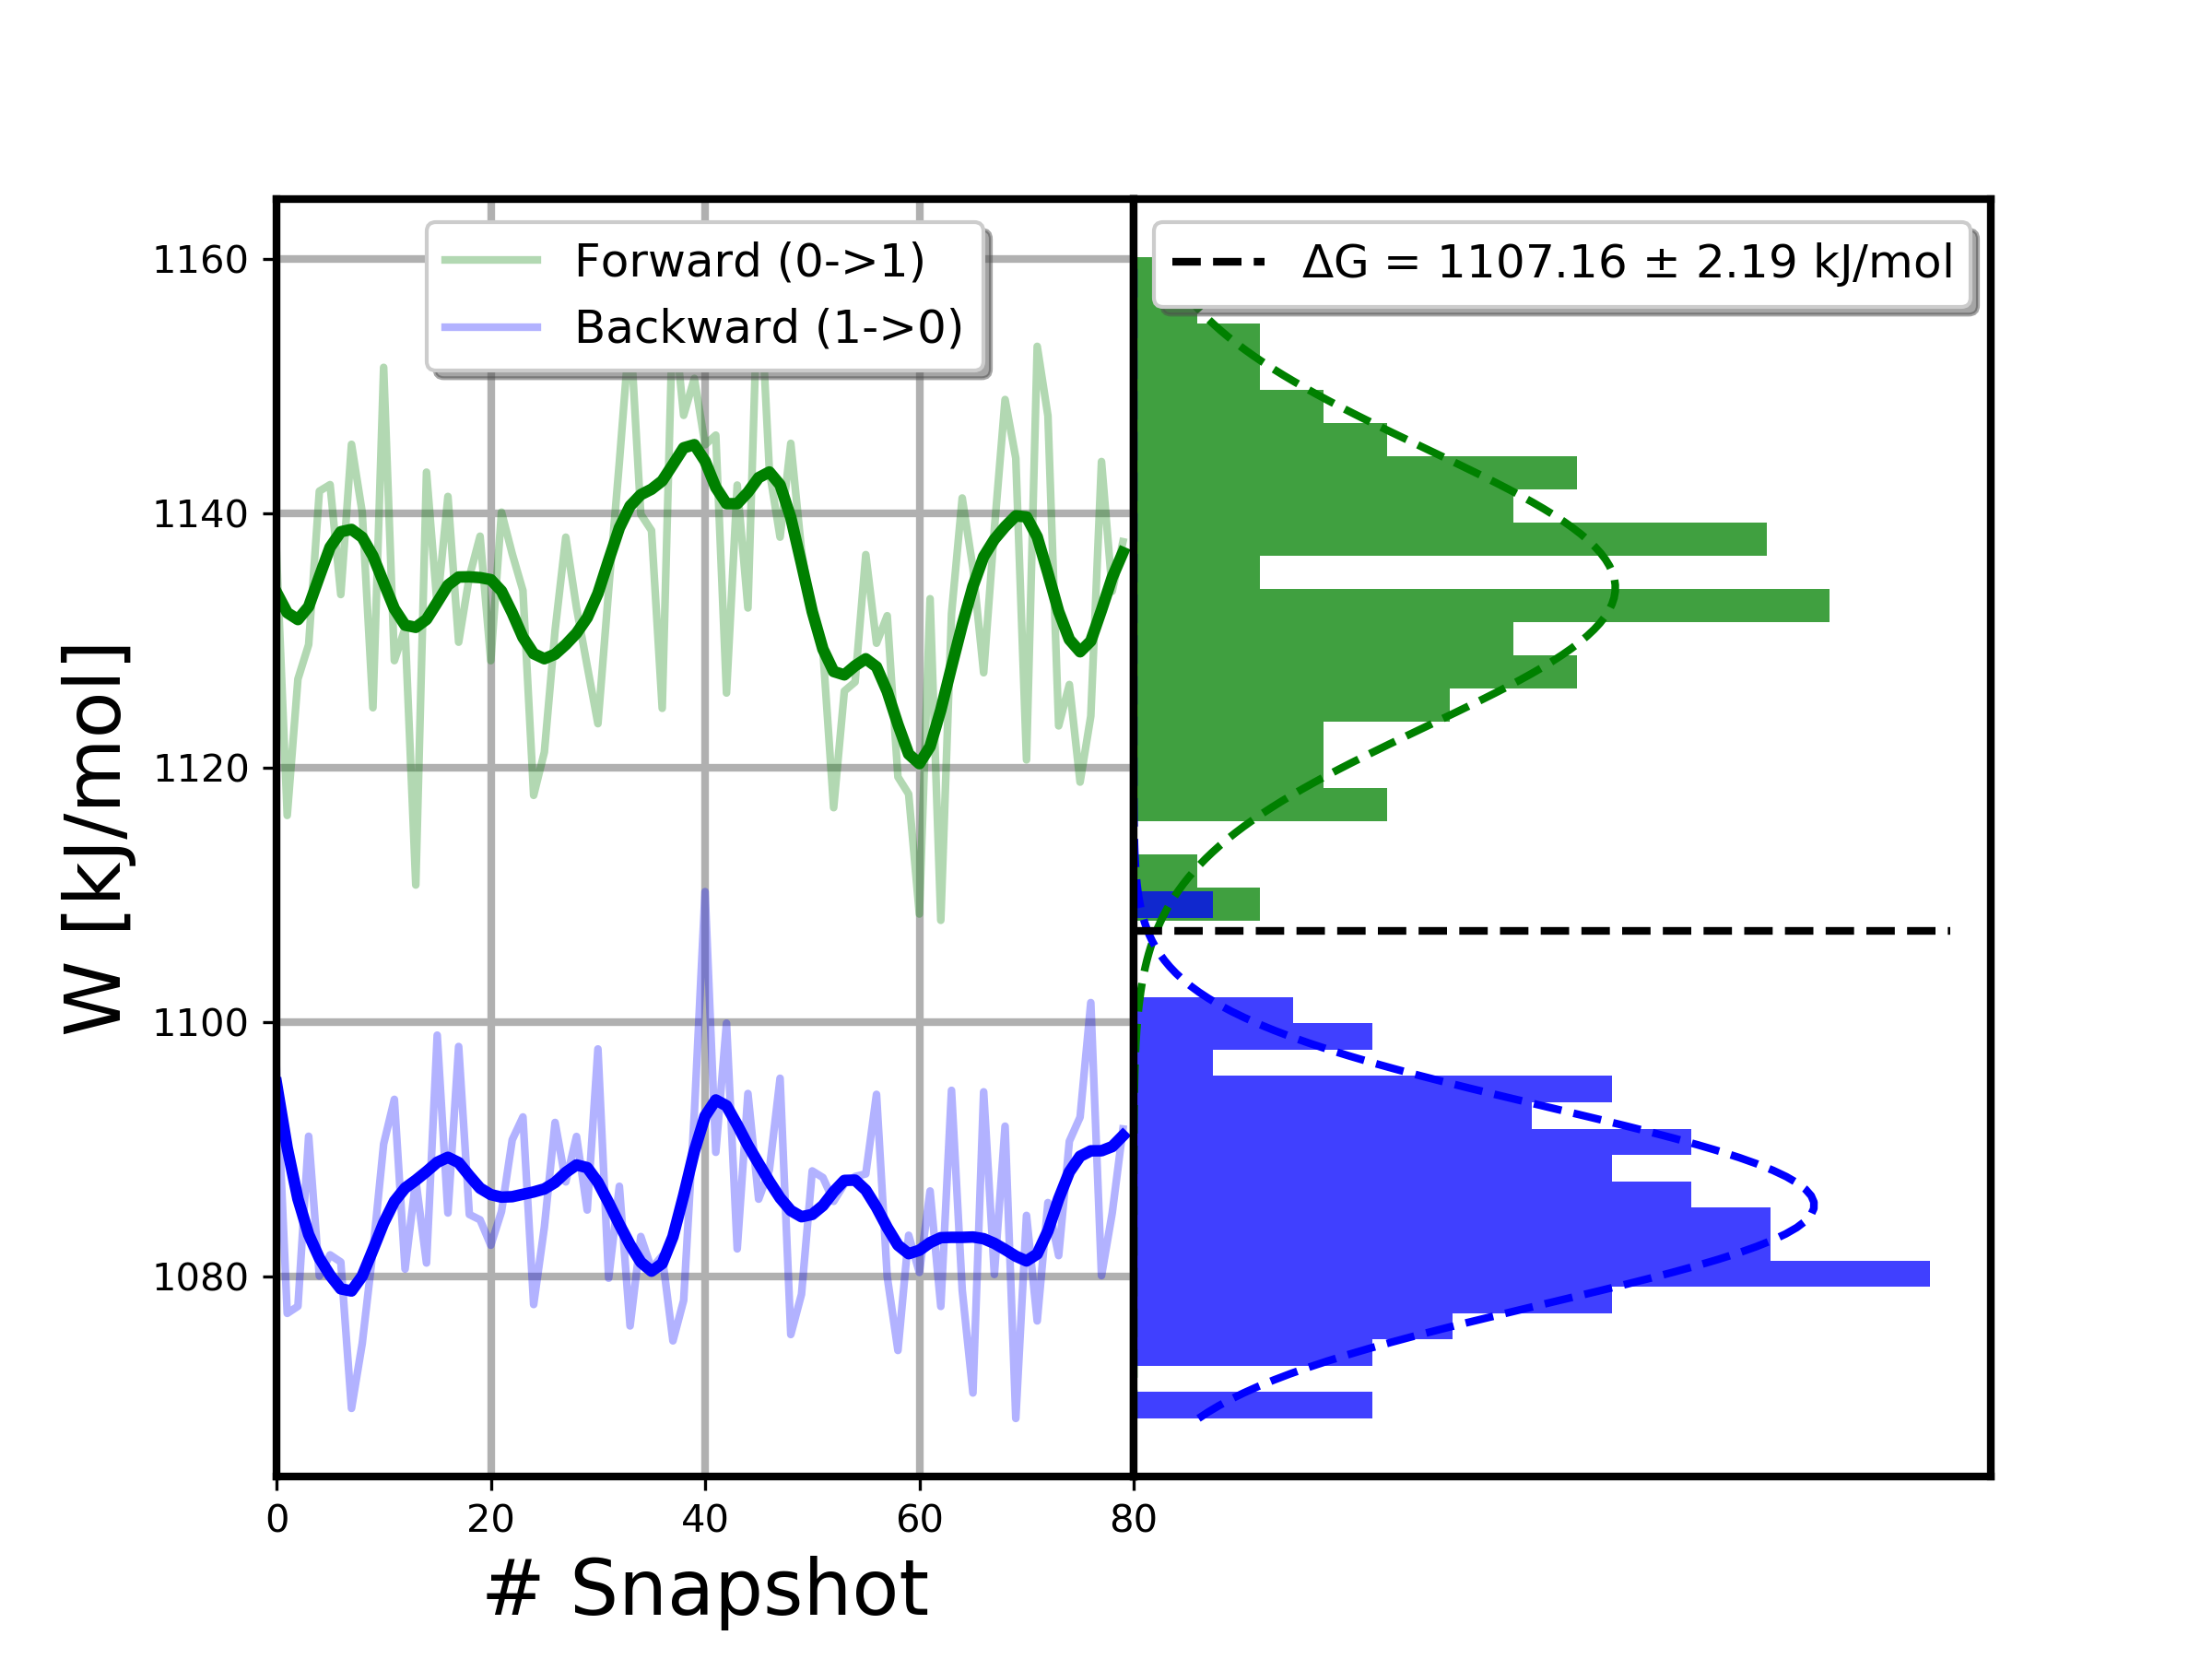 Forward (0->1)
Backward (1->0)
ΔG = 1107.16 ± 2.19 kJ/mol
W [kJ/mol]
1160
1140
1120
1100
1080
0 20 40 60 80
# Snapshot